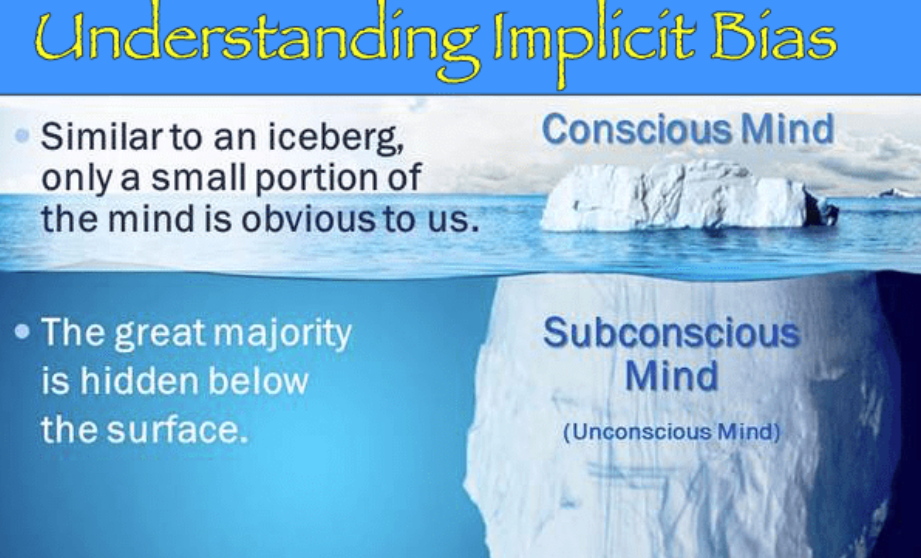 Understanding Implicit Bias
• Similar to an iceberg,
only a small portion of
the mind is obvious to us.
Conscious Mind
• The great majority
is hidden below
the surface.
Subconscious
Mind
(Unconscious Mind)